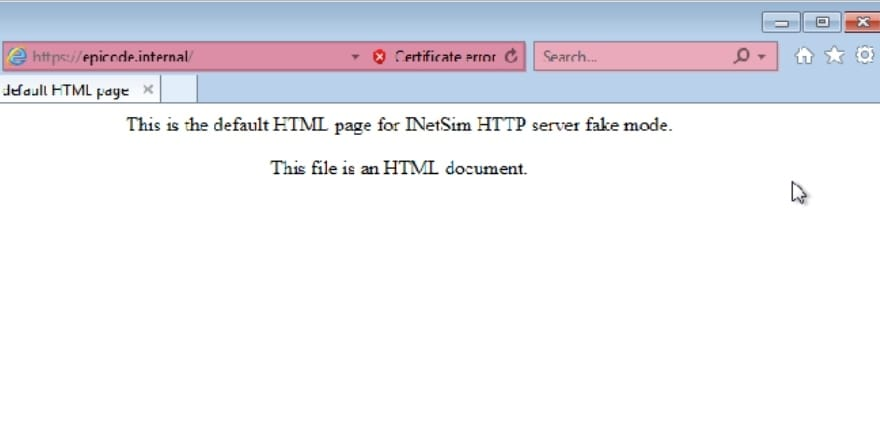 https://epicode.internal/
Certificate error
Search...
default HTML page
This is the default HTML page for INetSim HTTP server fake mode.
This file is an HTML document.